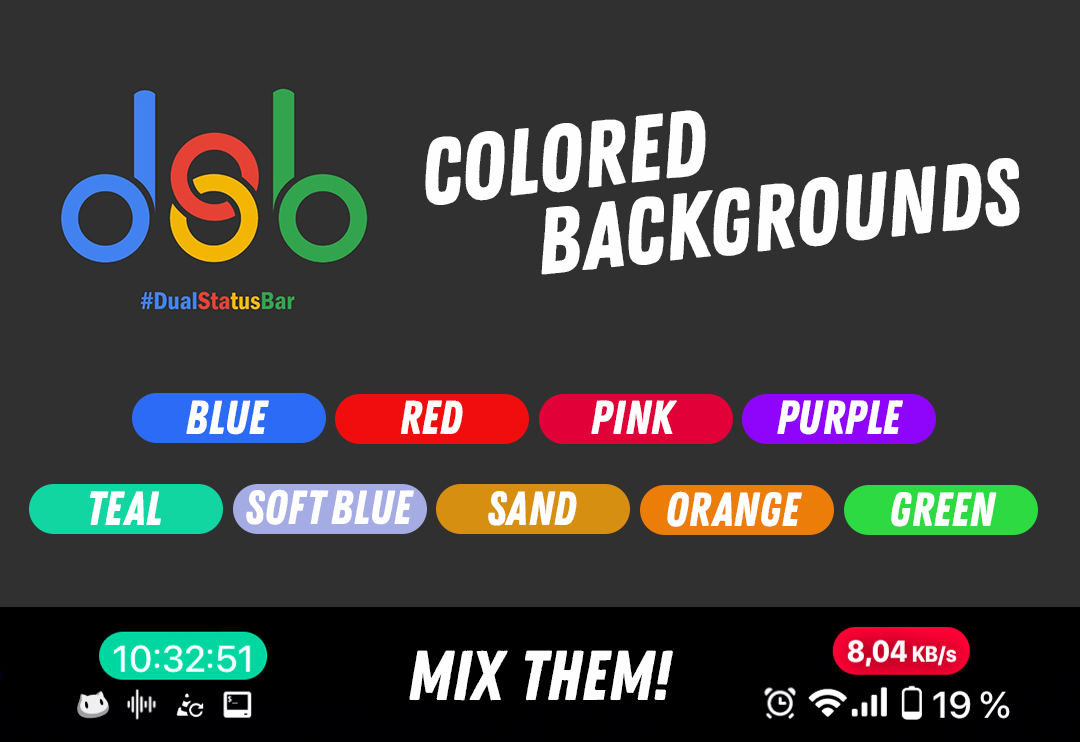 dsb
#DualStatusBar
COLORED
BACKGROUNDS
BLUE RED PINK PURPLE
TEAL SOFT BLUE SAND ORANGE GREEN
10:32:51
MIX THEM!
8,04 KB/s
19 %